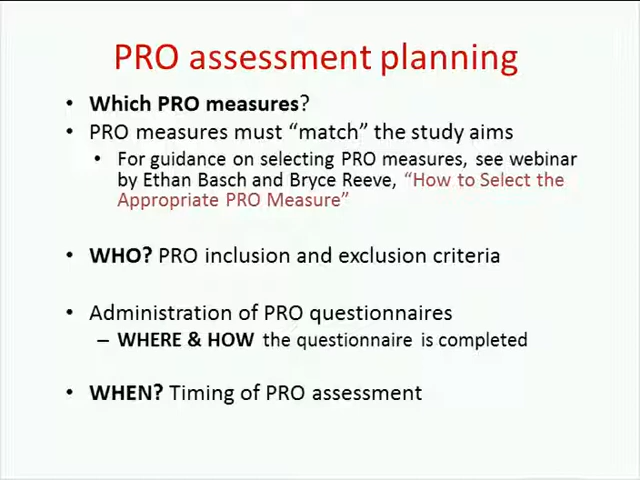 PRO assessment planning
• Which PRO measures?
• PRO measures must “match” the study aims
• For guidance on selecting PRO measures, see webinar
by Ethan Basch and Bryce Reeve, “How to Select the
Appropriate PRO Measure”
• WHO? PRO inclusion and exclusion criteria
• Administration of PRO questionnaires
– WHERE & HOW the questionnaire is completed
• WHEN? Timing of PRO assessment